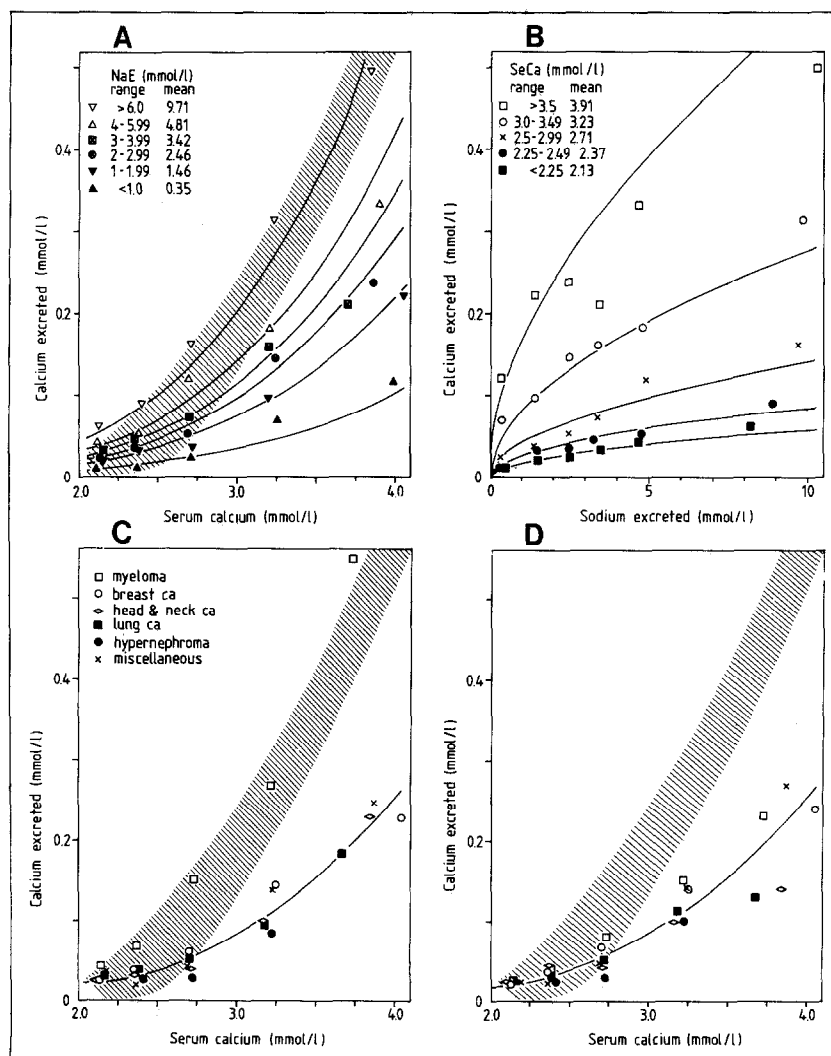 A
NaE (mmol/l)
range mean
▽ >6.0 9.71
△ 4-5.99 4.81
⊠ 3-3.99 3.42
● 2-2.99 2.46
▼ 1-1.99 1.46
▲ <1.0 0.35
Calcium excreted (mmol/l)
0.4
0.2
0
2.0 3.0 4.0
Serum calcium (mmol/l)
B
SeCa (mmol/l)
range mean
□ >3.5 3.91
○ 3.0-3.49 3.23
× 2.5-2.99 2.71
● 2.25-2.49 2.37
■ <2.25 2.13
Calcium excreted (mmol/l)
0.4
0.2
0
0 5 10
Sodium excreted (mmol/l)
C
□ myeloma
○ breast ca
◇ head & neck ca
■ lung ca
● hypernephroma
× miscellaneous
Calcium excreted (mmol/l)
0.4
0.2
0
2.0 3.0 4.0
Serum calcium (mmol/l)
D
Calcium excreted (mmol/l)
0.4
0.2
0
2.0 3.0 4.0
Serum calcium (mmol/l)